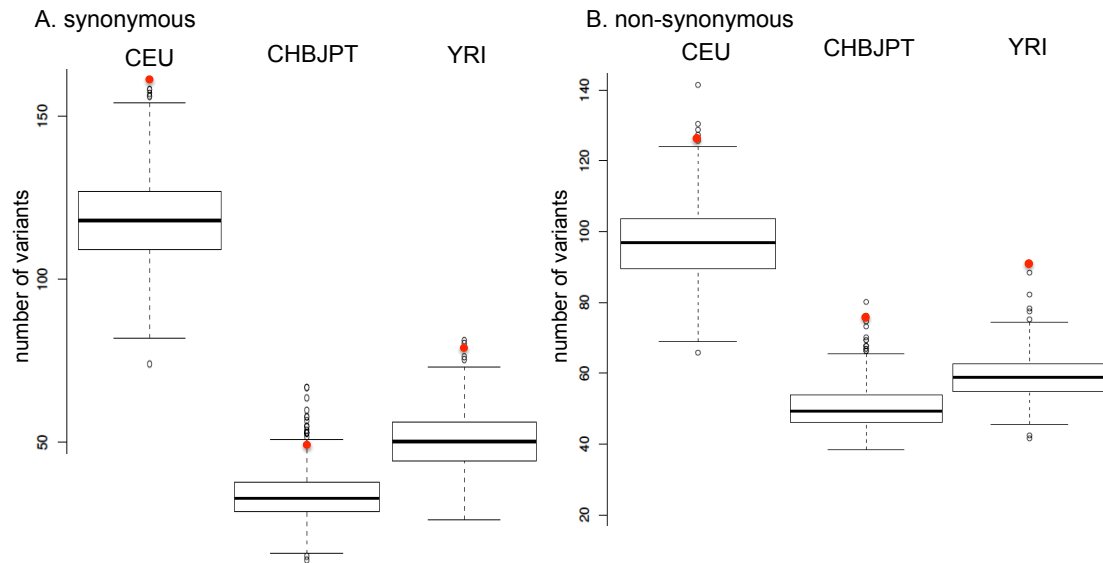 A. synonymous
CEU
CHBJPT
YRI
number of variants
150
100
50
B. non-synonymous
CEU
CHBJPT
YRI
number of variants
140
120
100
80
60
40
20